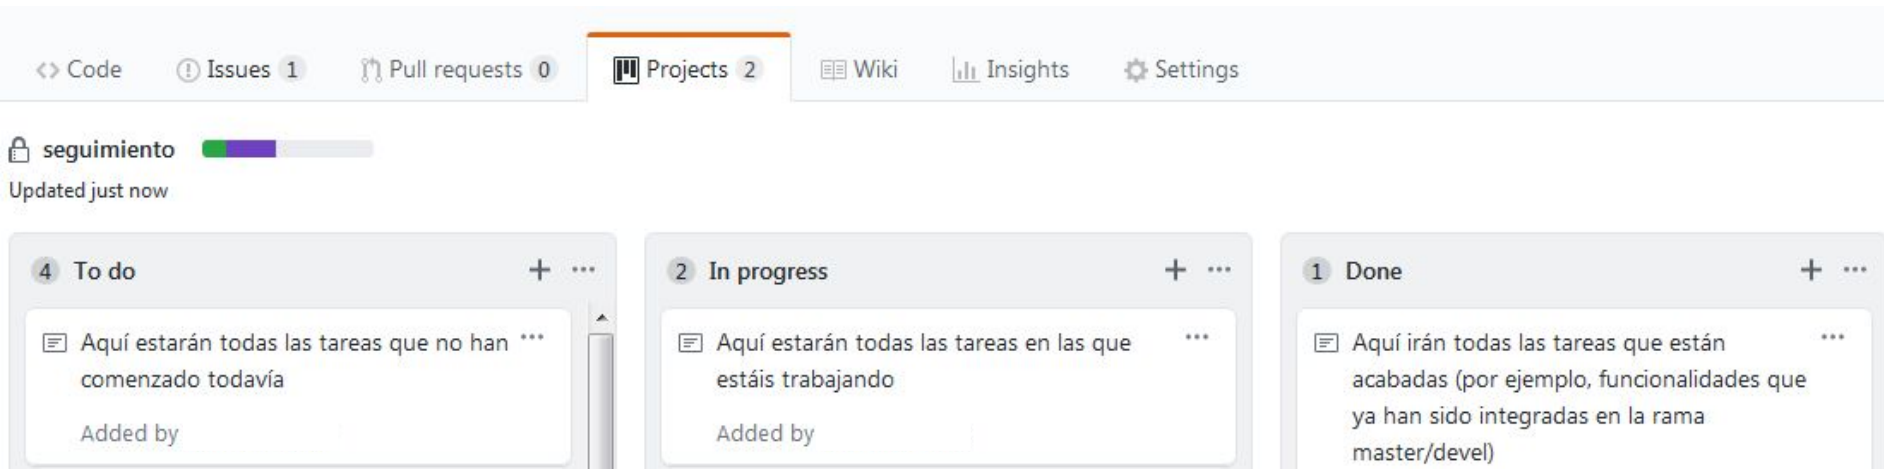 Code Issues 1 Pull requests 0 Projects 2 Wiki Insights Settings
seguimiento
Updated just now
4 To do
Aquí estarán todas las tareas que no han
comenzado todavía
Added by
2 In progress
Aquí estarán todas las tareas en las que
estáis trabajando
Added by
1 Done
Aquí irán todas las tareas que están
acabadas (por ejemplo, funcionalidades que
ya han sido integradas en la rama
master/devel)